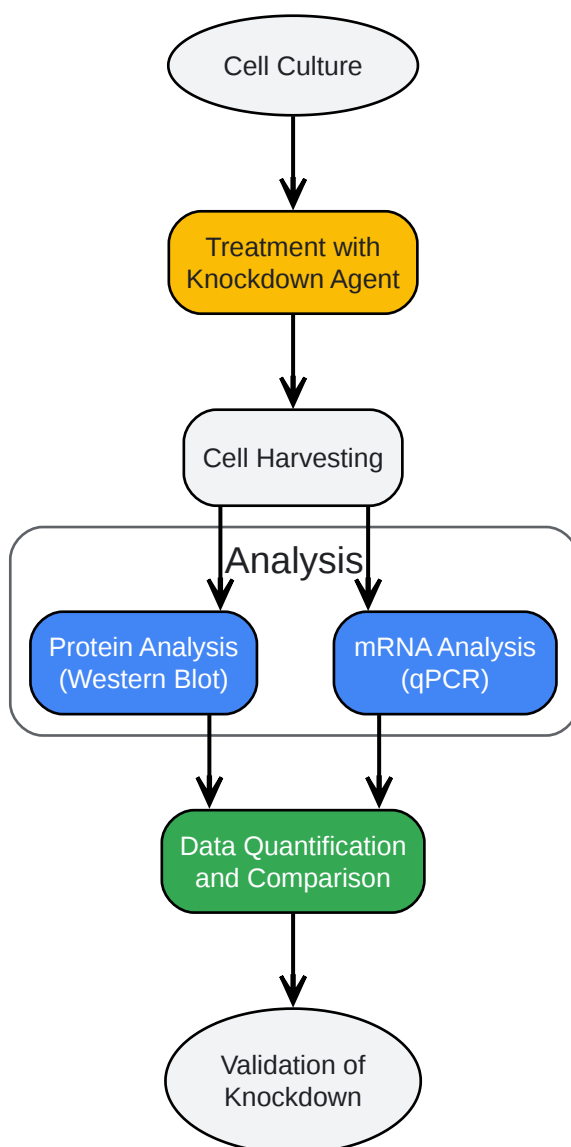 Cell Culture
Treatment with
Knockdown Agent
Cell Harvesting
Analysis
Protein Analysis
(Western Blot)
mRNA Analysis
(qPCR)
Data Quantification
and Comparison
Validation of
Knockdown